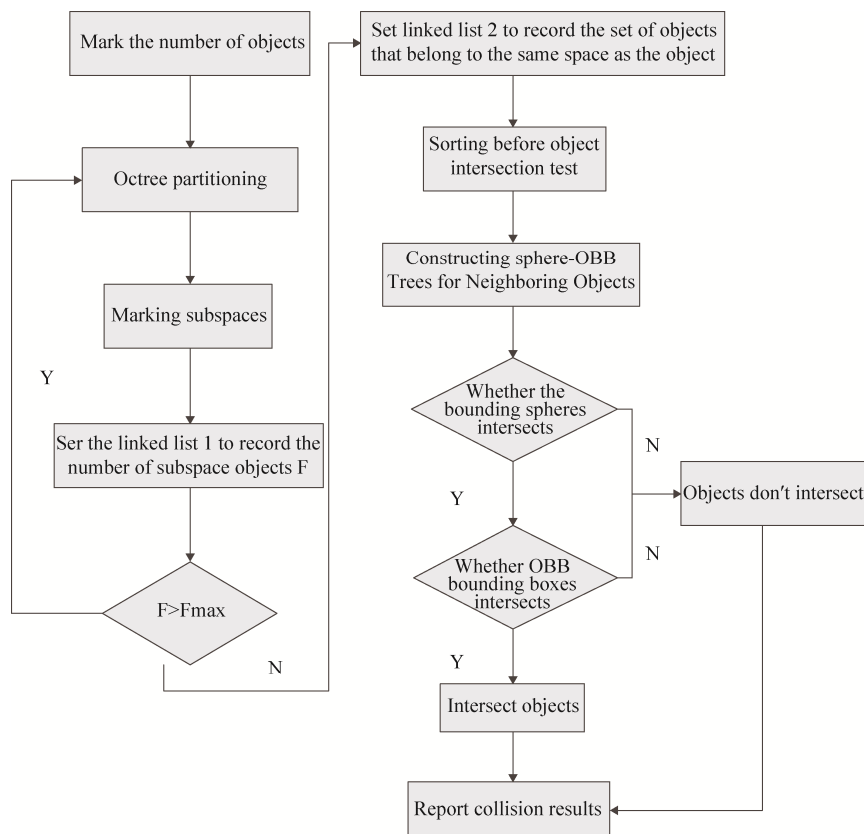 Mark the number of objects
Octree partitioning
Marking subspaces
Y
Ser the linked list 1 to record the
number of subspace objects F
F>Fmax
N
Set linked list 2 to record the set of objects
that belong to the same space as the object
Sorting before object
intersection test
Constructing sphere-OBB
Trees for Neighboring Objects
Whether the
bounding spheres
intersects
N
Y
Objects don't intersect
Whether OBB
bounding boxes
intersects
N
Y
Intersect objects
Report collision results